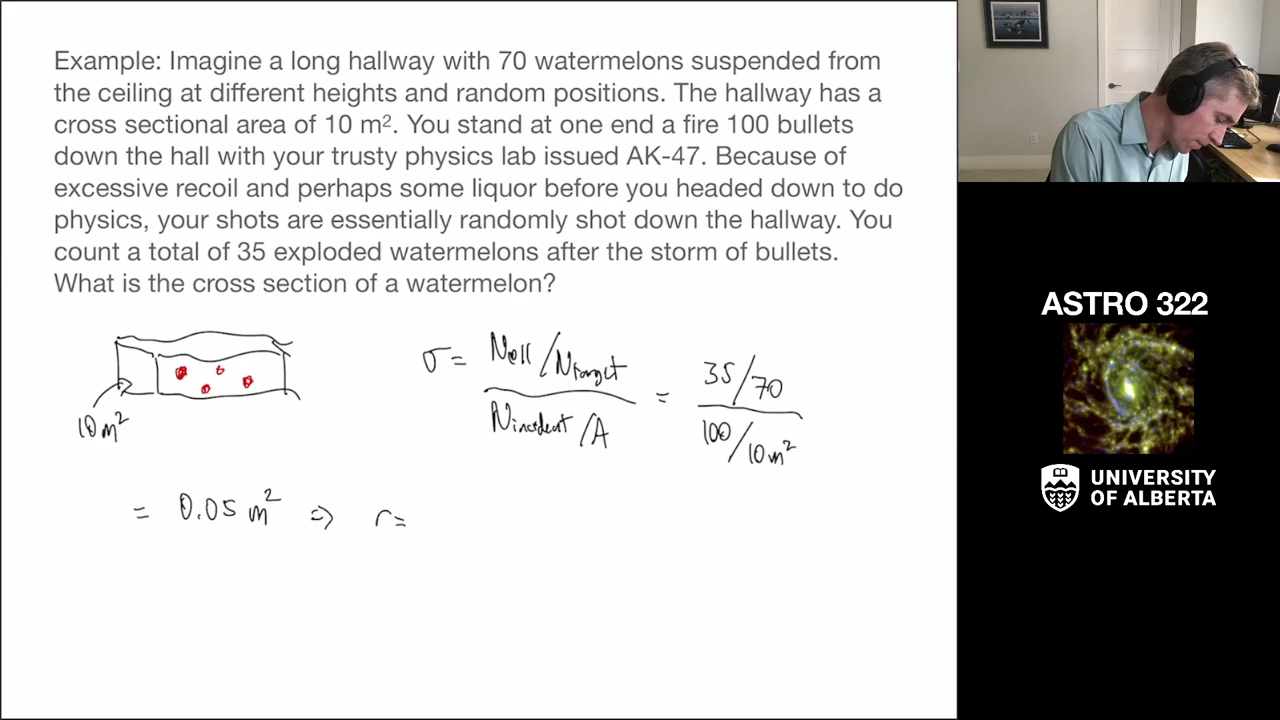 Example: Imagine a long hallway with 70 watermelons suspended from
the ceiling at different heights and random positions. The hallway has a
cross sectional area of 10 m². You stand at one end a fire 100 bullets
down the hall with your trusty physics lab issued AK-47. Because of
excessive recoil and perhaps some liquor before you headed down to do
physics, your shots are essentially randomly shot down the hallway. You
count a total of 35 exploded watermelons after the storm of bullets.
What is the cross section of a watermelon?
10 m²
σ = / Ntarget = 35/70
Nincident/A 100/10 m²
= 0.05 m² ⇒ r =
ASTRO 322
UNIVERSITY
OF ALBERTA